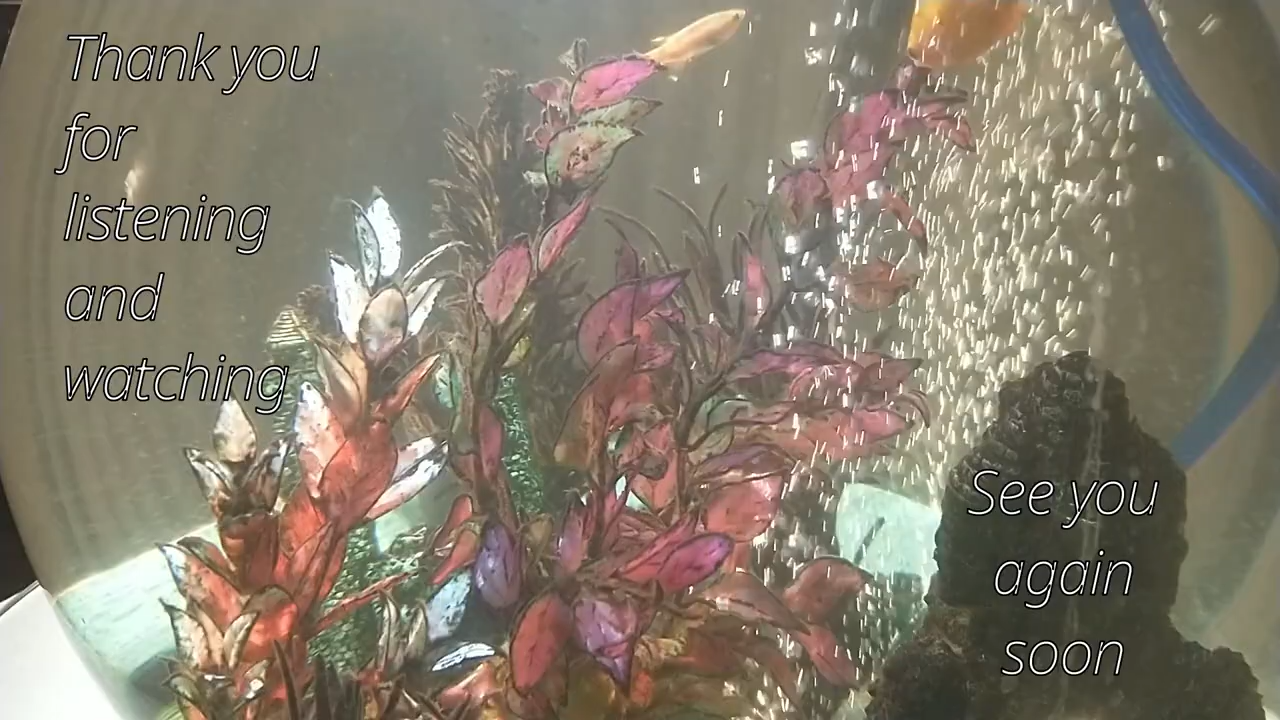 Thank you
for
listening
and
watching
See you
again
soon